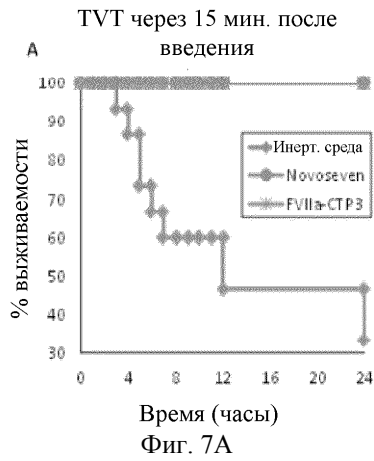 TVT через 15 мин. после
введения
A
100
90
80
70
60
50
40
30
% выживаемости
Инерт. среда
Novoseven
FVIIa-CTP3
0 4 8 12 16 20 24
Время (часы)
Фиг. 7A